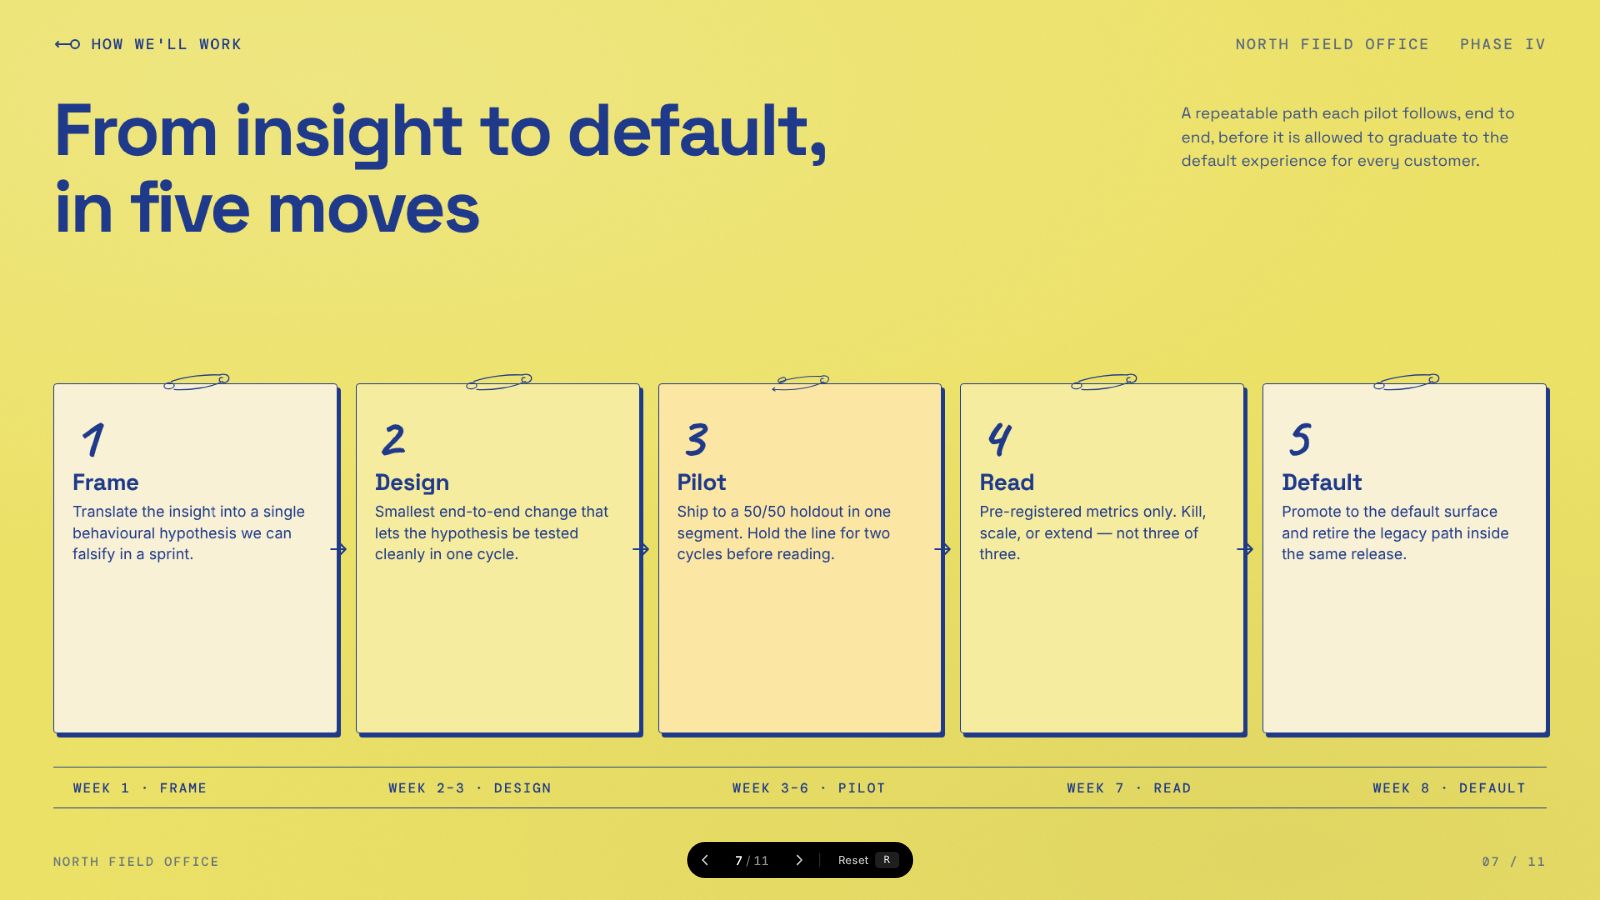 HOW WE'LL WORK
NORTH FIELD OFFICE PHASE IV
From insight to default,
in five moves
A repeatable path each pilot follows, end to
end, before it is allowed to graduate to the
default experience for every customer.
1
Frame
Translate the insight into a single
behavioural hypothesis we can
falsify in a sprint.
2
Design
Smallest end-to-end change that
lets the hypothesis be tested
cleanly in one cycle.
3
Pilot
Ship to a 50/50 holdout in one
segment. Hold the line for two
cycles before reading.
4
Read
Pre-registered metrics only. Kill,
scale, or extend — not three of
three.
5
Default
Promote to the default surface
and retire the legacy path inside
the same release.
WEEK 1 · FRAME
WEEK 2–3 · DESIGN
WEEK 3–6 · PILOT
WEEK 7 · READ
WEEK 8 · DEFAULT
NORTH FIELD OFFICE
7 / 11
Reset R
07 / 11